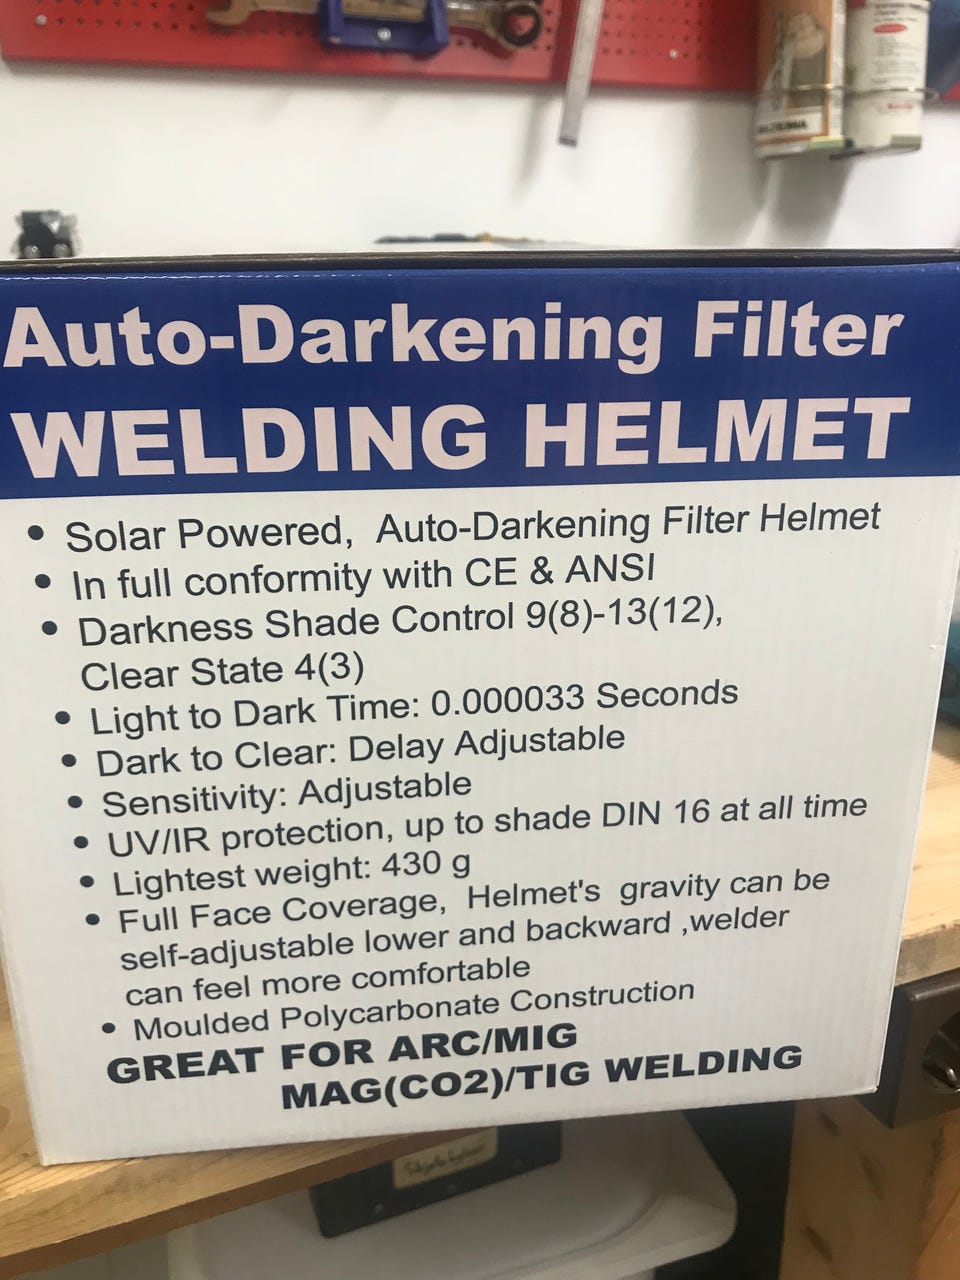 Auto-Darkening Filter
WELDING HELMET
• Solar Powered, Auto-Darkening Filter Helmet
• In full conformity with CE & ANSI
• Darkness Shade Control 9(8)-13(12),
Clear State 4(3)
• Light to Dark Time: 0.000033 Seconds
• Dark to Clear: Delay Adjustable
• Sensitivity: Adjustable
• UV/IR protection, up to shade DIN 16 at all time
• Lightest weight: 430 g
• Full Face Coverage, Helmet's gravity can be
self-adjustable lower and backward ,welder
can feel more comfortable
• Moulded Polycarbonate Construction
GREAT FOR ARC/MIG
MAG(CO2)/TIG WELDING